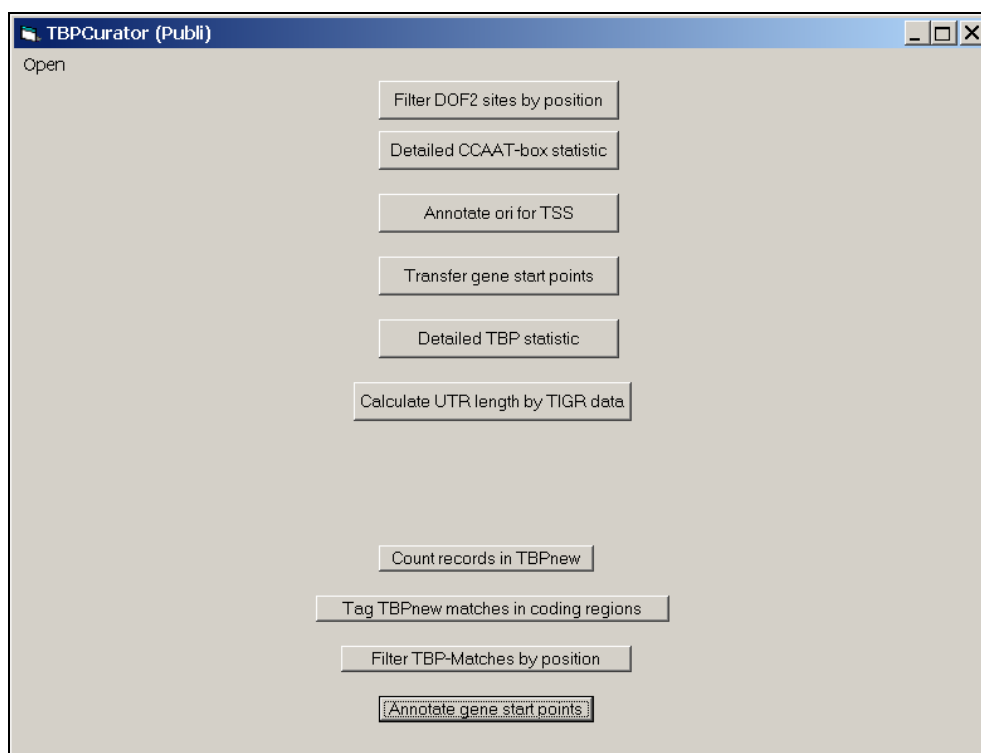 TBPCurator (Publi)
Open
Filter DOF2 sites by position
Detailed CCAAT-box statistic
Annotate ori for TSS
Transfer gene start points
Detailed TBP statistic
Calculate UTR length by TIGR data
Count records in TBPnew
Tag TBPnew matches in coding regions
Filter TBP-Matches by position
Annotate gene start points